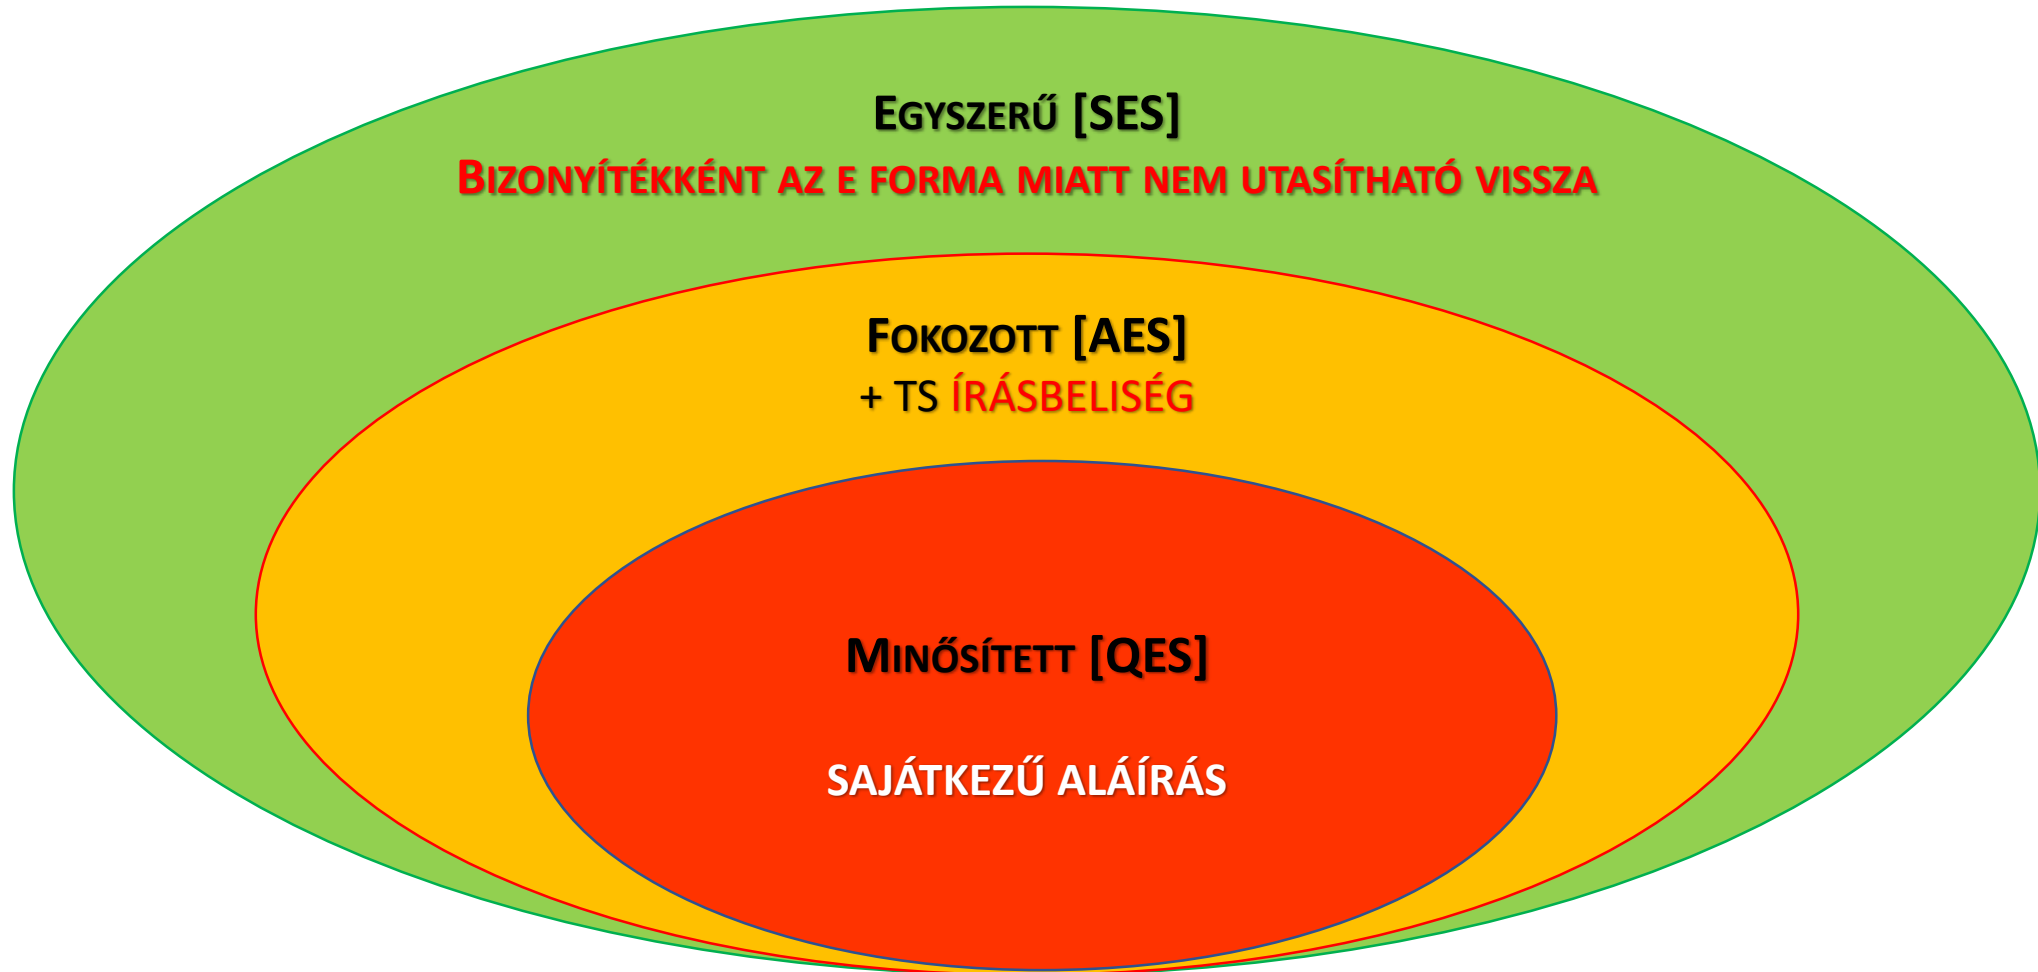 Egyszerű [SES]
Bizonyítékként az e forma miatt nem utasítható vissza
Fokozott [AES]
+ TS ÍRÁSBELISÉG
Minősített [QES]
SAJÁTKEZŰ ALÁÍRÁS